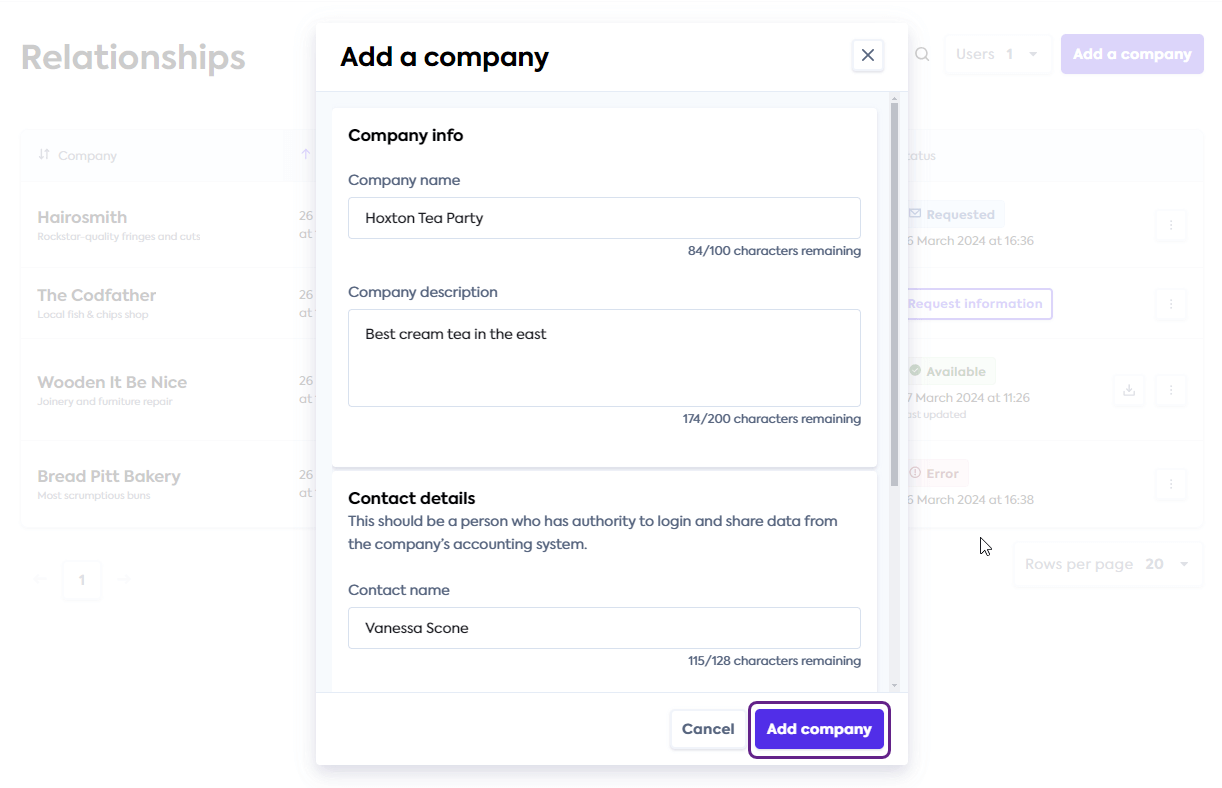 Relationships
Users 1
Add a company
Company
atus
Hairosmith
Rockstar-quality fringes and cuts
26
at
Requested
6 March 2024 at 16:36
The Codfather
Local fish & chips shop
26
at
Request information
Wooden It Be Nice
Joinery and furniture repair
26
at
Available
7 March 2024 at 11:26
ast updated
Bread Pitt Bakery
Most scrumptious buns
26
at
Error
6 March 2024 at 16:38
1
Rows per page 20
Add a company
Company info
Company name
Hoxton Tea Party
84/100 characters remaining
Company description
Best cream tea in the east
174/200 characters remaining
Contact details
This should be a person who has authority to login and share data from
the company’s accounting system.
Contact name
Vanessa Scone
115/128 characters remaining
Cancel
Add company